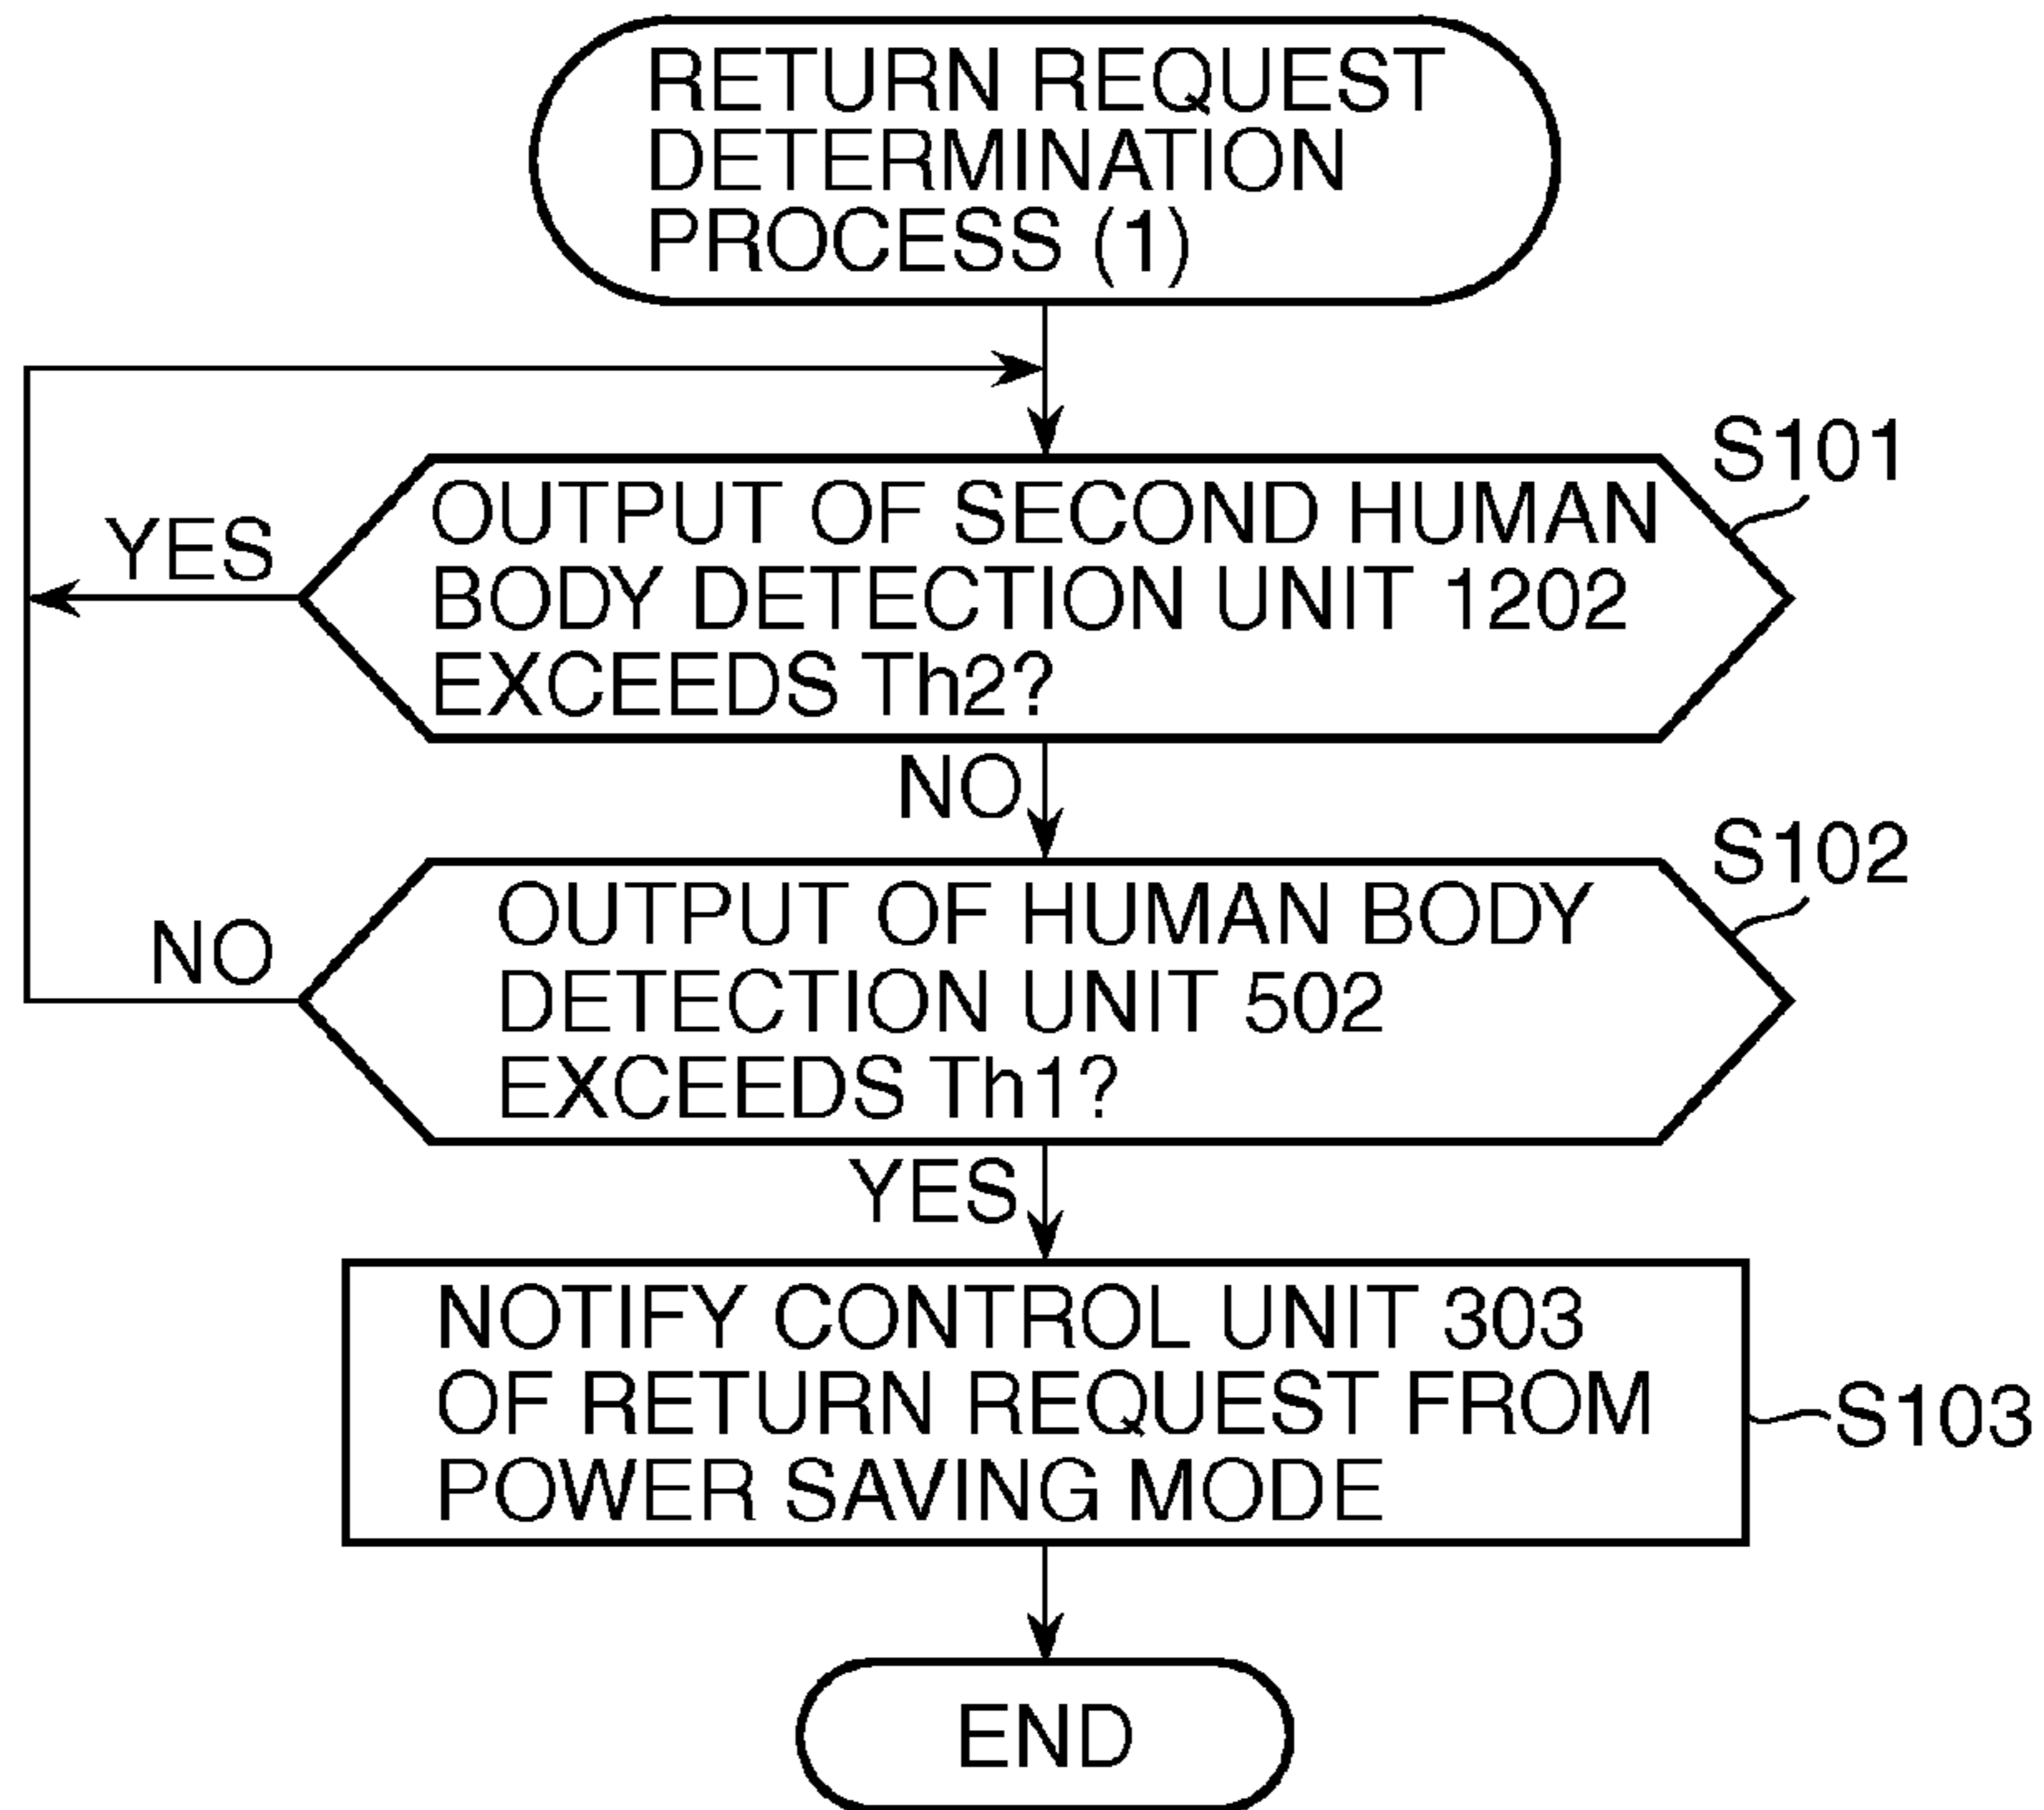 RETURN REQUEST
DETERMINATION
PROCESS (1)
S101
OUTPUT OF SECOND HUMAN
BODY DETECTION UNIT 1202
EXCEEDS Th2?
YES
NO
S102
OUTPUT OF HUMAN BODY
DETECTION UNIT 502
EXCEEDS Th1?
NO
YES
NOTIFY CONTROL UNIT 303
OF RETURN REQUEST FROM
POWER SAVING MODE
S103
END